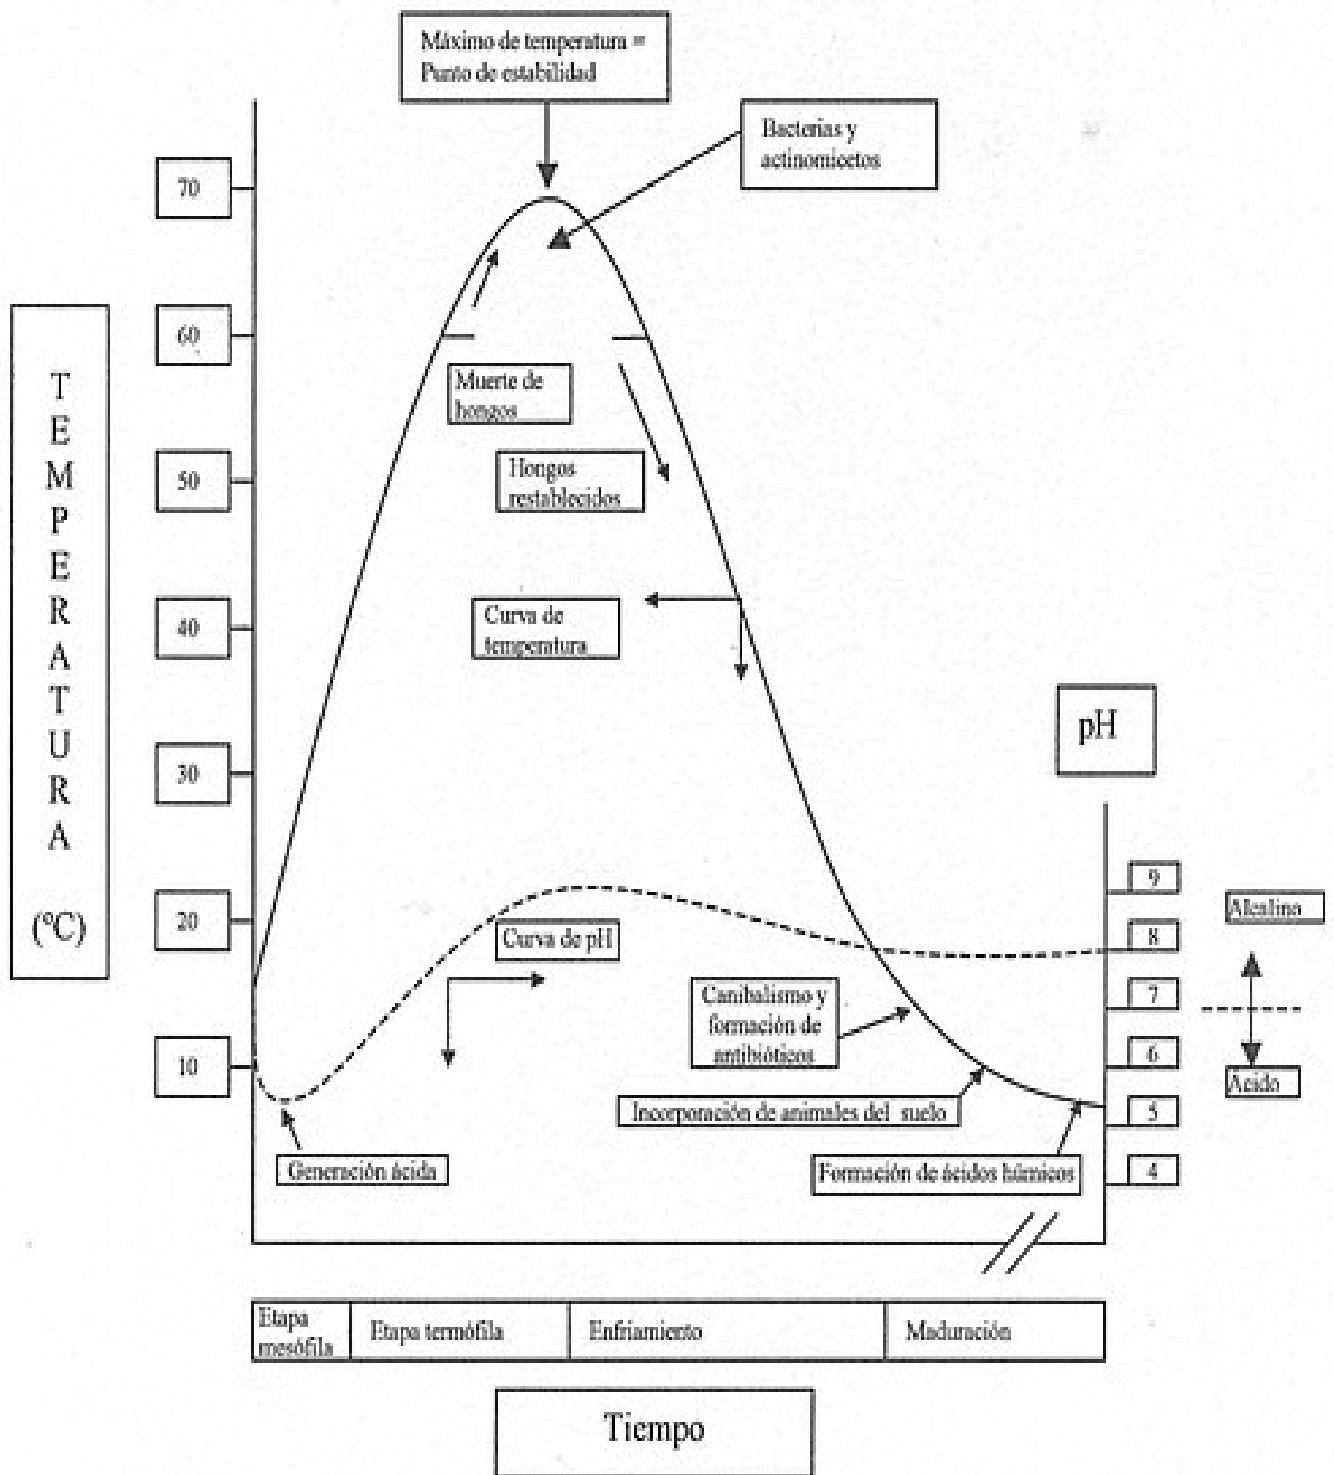 Máximo de temperatura =
Punto de estabilidad
Bacterias y
actinomicetos
70
60
50
40
30
20
10
TEMPERATURA
(ºC)
Muerte de
hongos
Hongos
restablecidos
Curva de
temperatura
pH
9
8
7
6
5
4
Alcalino
Ácido
Curva de pH
Canibalismo y
formación de
antibióticos
Incorporación de animales del suelo
Generación ácida
Formación de ácidos húmicos
Etapa
mesófila
Etapa termófila
Enfriamiento
Maduración
Tiempo